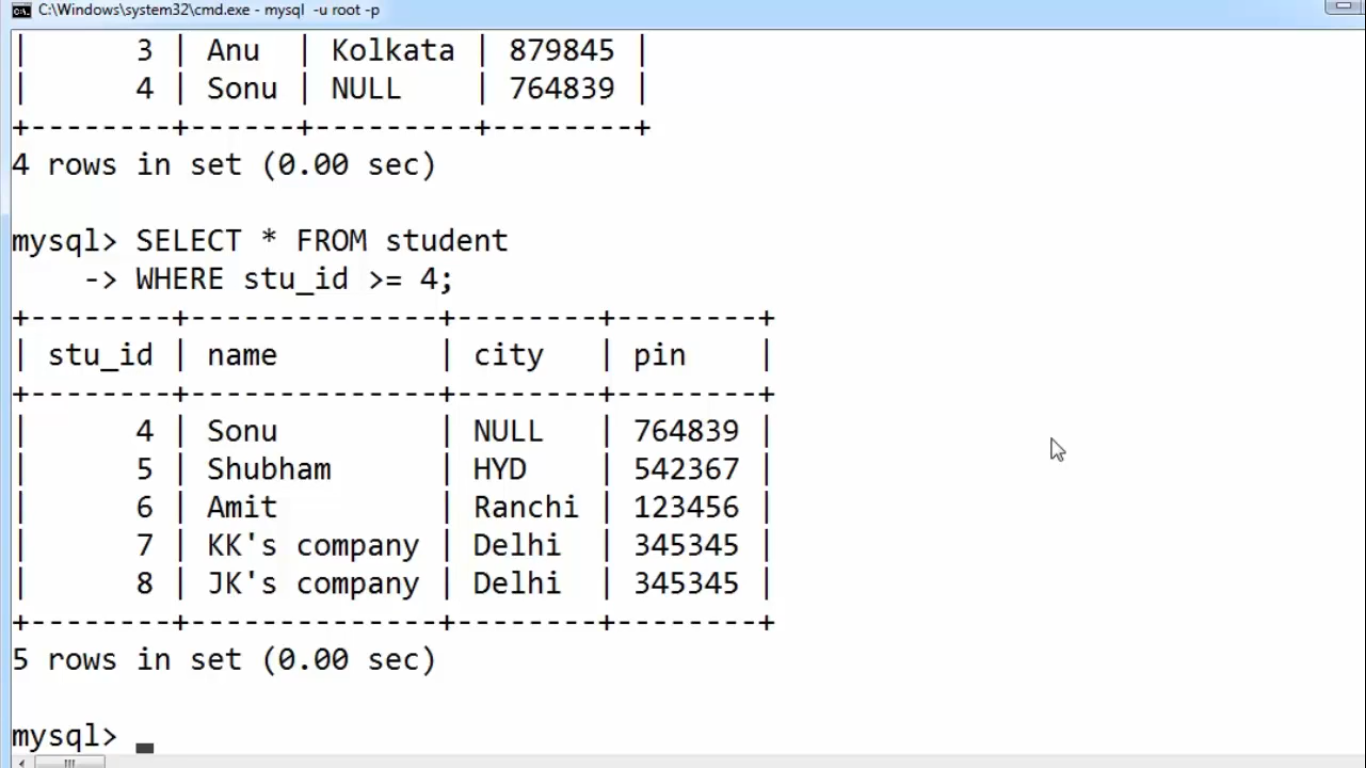 C:\Windows\system32\cmd.exe - mysql -u root -p
|      3 | Anu  | Kolkata | 879845 |
|      4 | Sonu | NULL    | 764839 |
+--------+------+---------+--------+
4 rows in set (0.00 sec)
mysql> SELECT * FROM student
    -> WHERE stu_id >= 4;
+--------+--------------+--------+--------+
| stu_id | name         | city   | pin    |
+--------+--------------+--------+--------+
|      4 | Sonu         | NULL   | 764839 |
|      5 | Shubham      | HYD    | 542367 |
|      6 | Amit         | Ranchi | 123456 |
|      7 | KK's company | Delhi  | 345345 |
|      8 | JK's company | Delhi  | 345345 |
+--------+--------------+--------+--------+
5 rows in set (0.00 sec)
mysql>